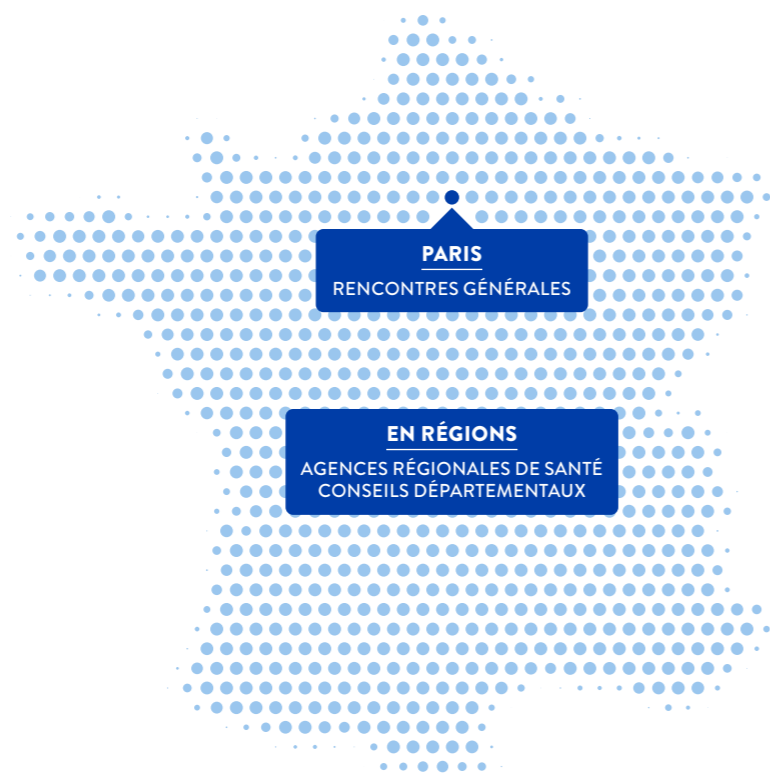 PARIS
RENCONTRES GÉNÉRALES
EN RÉGIONS
AGENCES RÉGIONALES DE SANTÉ
CONSEILS DÉPARTEMENTAUX